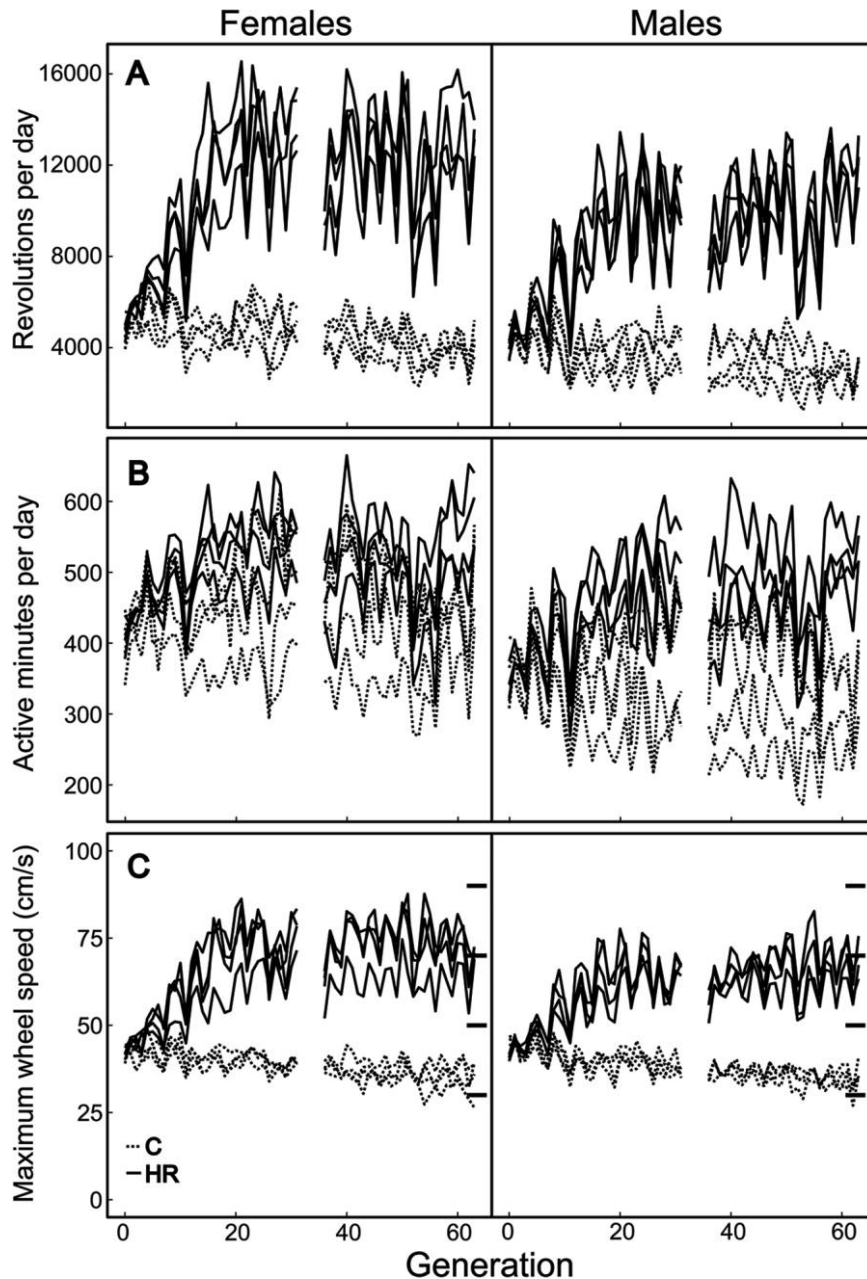 Females Males
A
Revolutions per day
16000
12000
8000
4000
B
Active minutes per day
600
500
400
300
200
C
Maximum wheel speed (cm/s)
100
75
50
25
0
C
HR
0 20 40 60 0 20 40 60
Generation